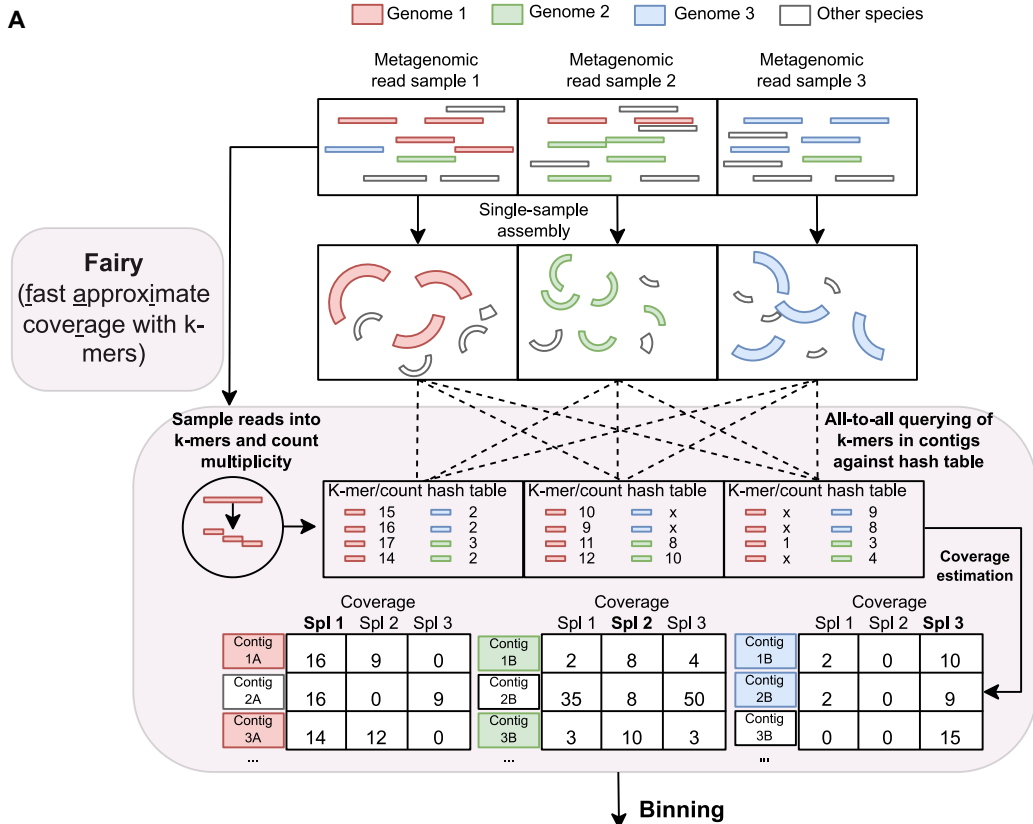 A
Genome 1 Genome 2 Genome 3 Other species
Metagenomic read sample 1
Metagenomic read sample 2
Metagenomic read sample 3
Single-sample
assembly
Fairy
(fast approximate
coverage with k-
mers)
Sample reads into
k-mers and count
multiplicity
All-to-all querying of
k-mers in contigs
against hash table
K-mer/count hash table
15 2
16 2
17 3
14 2
K-mer/count hash table
10 x
9 x
11 8
12 10
K-mer/count hash table
x 9
x 8
1 3
x 4
Coverage
estimation
Coverage
Spl 1 Spl 2 Spl 3
Contig
1A
16 9 0
Contig
2A
16 0 9
Contig
3A
14 12 0
...
Coverage
Spl 1 Spl 2 Spl 3
Contig
1B
2 8 4
Contig
2B
35 8 50
Contig
3B
3 10 3
...
Coverage
Spl 1 Spl 2 Spl 3
Contig
1B
2 0 10
Contig
2B
2 0 9
Contig
3B
0 0 15
...
Binning